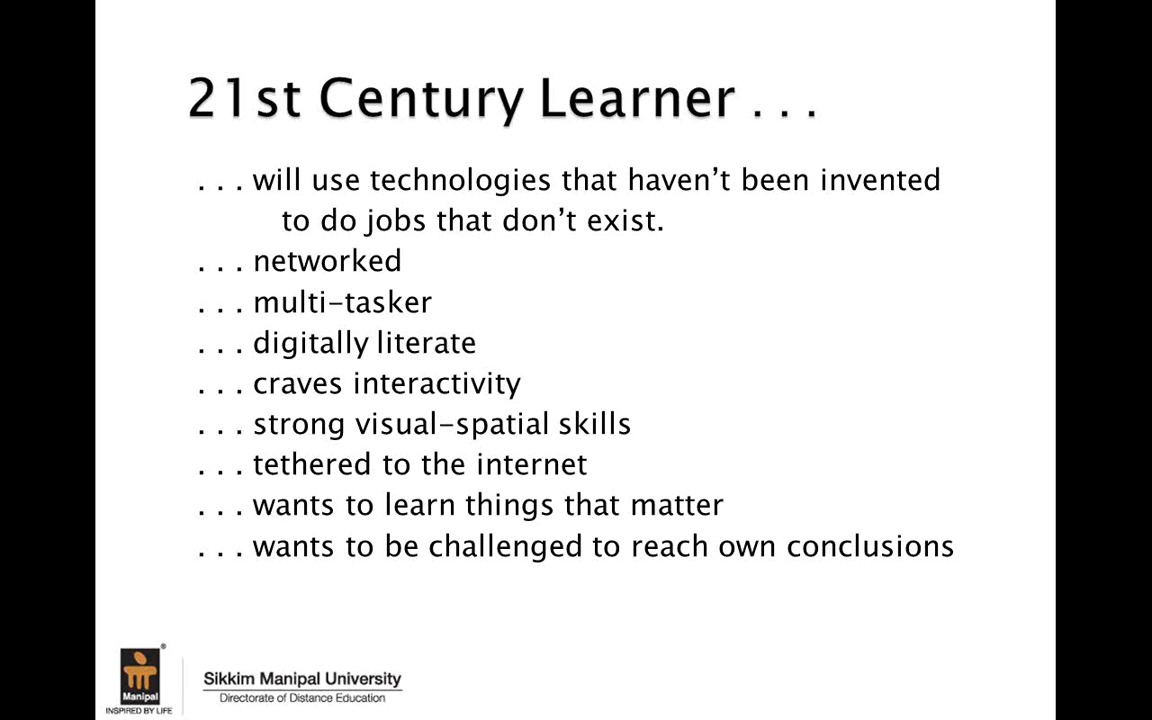 21st Century Learner . . .
. . . will use technologies that haven’t been invented
to do jobs that don’t exist.
. . . networked
. . . multi-tasker
. . . digitally literate
. . . craves interactivity
. . . strong visual-spatial skills
. . . tethered to the internet
. . . wants to learn things that matter
. . . wants to be challenged to reach own conclusions
Manipal
INSPIRED BY LIFE
Sikkim Manipal University
Directorate of Distance Education